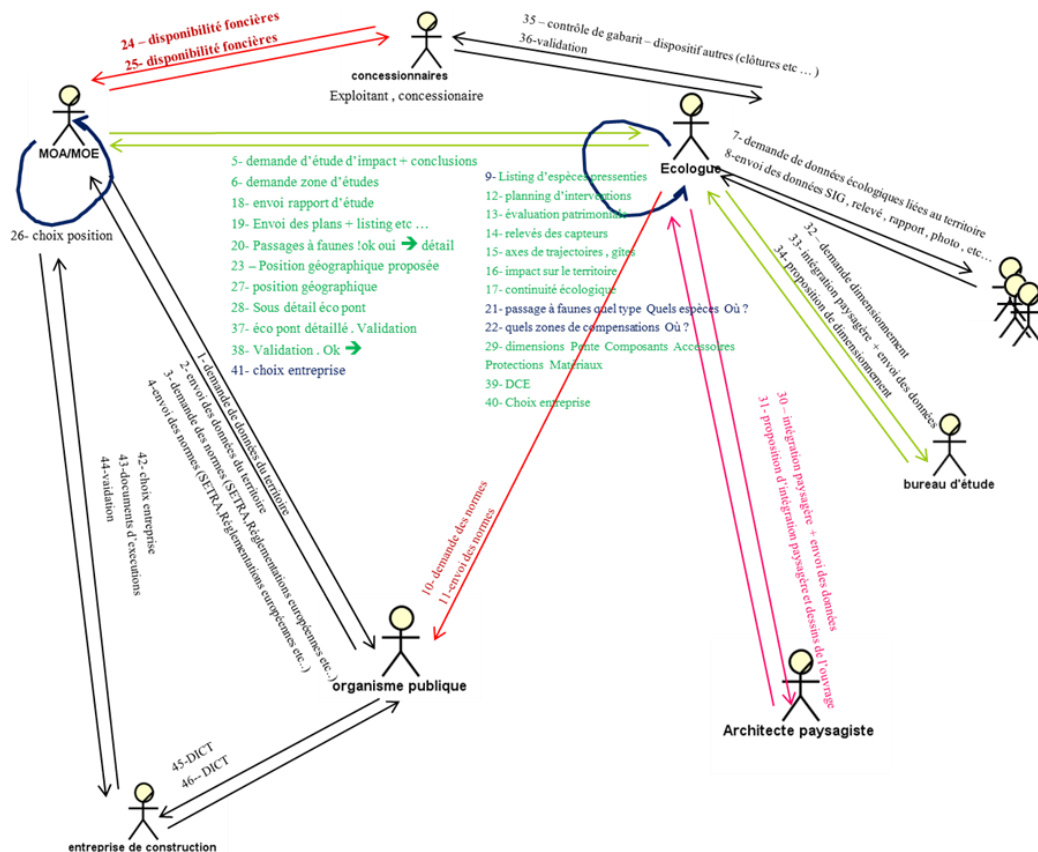 24 – disponibilité foncières
25- disponibilité foncières
concessionnaires
Exploitant , concessionaire
35 – contrôle de gabarit – dispositif autres (clôtures etc … )
36-validation
MOA/MOE
26- choix position
Ecologue
5- demande d'étude d'impact + conclusions
6- demande zone d'études
18- envoi rapport d'étude
19- Envoi des plans + listing etc …
20- Passages à faunes !ok oui ➔ détail
23 – Position géographique proposée
27- position géographique
28- Sous détail éco pont
37- éco pont détaillé . Validation
38- Validation . Ok ➔
41- choix entreprise
9- Listing d'espèces pressenties
12- planning d'interventions
13- évaluation patrimoniale
14- relevés des capteurs
15- axes de trajectoires , gîtes
16- impact sur le territoire
17- continuité écologique
21- passage à faunes quel type Quels espèces Où ?
22- quels zones de compensations Où ?
29- dimensions Pente Composants Accessoires
Protections Matériaux
39- DCE
40- Choix entreprise
7- demande de données écologiques liées au territoire
8-envoi des données SIG , relevé , rapport , photo , etc…
32 – demande dimensionnement
33- intégration paysagère + envoi des données
34- proposition de dimensionnement
bureau d'étude
30 – intégration paysagère + envoi des données
31- proposition d'intégration paysagère et dessins de l'ouvrage
Architecte paysagiste
10- demande des normes
11-envoi des normes
1- demande de données du territoire
2- envoi des données du territoire
3- demande des normes (SETRA,Réglementations européennes etc..)
4-envoi des normes (SETRA,Réglementations européennes etc..)
organisme publique
42- choix entreprise
43-documents d'executions
44-vaidation
45-DICT
46-- DICT
entreprise de construction